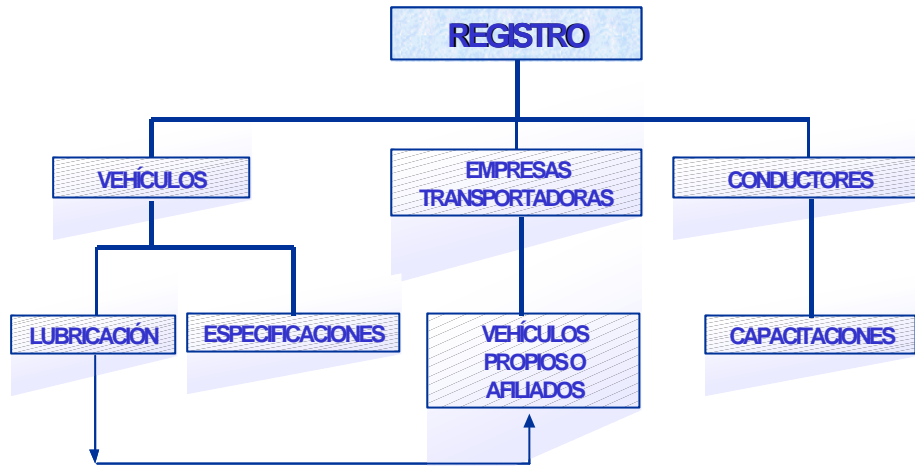 REGISTRO
VEHÍCULOS
EMPRESAS
TRANSPORTADORAS
CONDUCTORES
LUBRICACIÓN
ESPECIFICACIONES
VEHÍCULOS
PROPIOS O
AFILIADOS
CAPACITACIONES